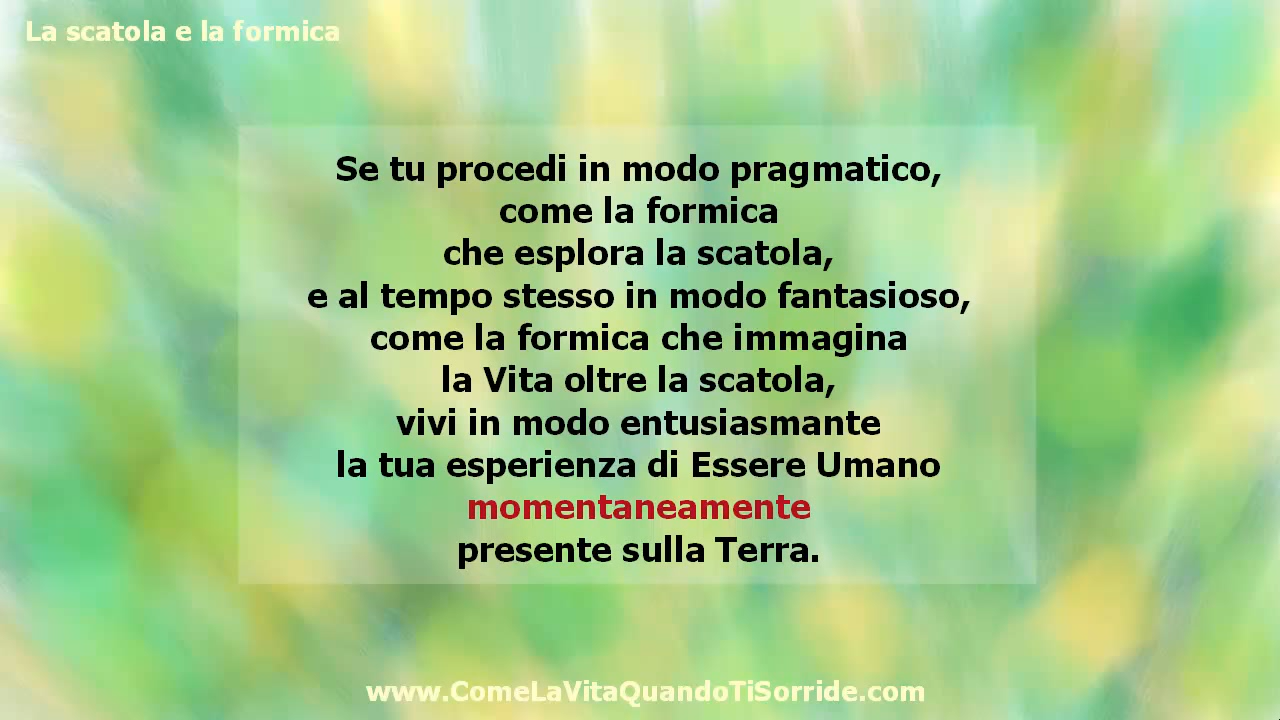 La scatola e la formica
Se tu procedi in modo pragmatico,
come la formica
che esplora la scatola,
e al tempo stesso in modo fantasioso,
come la formica che immagina
la Vita oltre la scatola,
vivi in modo entusiasmante
la tua esperienza di Essere Umano
momentaneamente
presente sulla Terra.
www.ComeLaVitaQuandoTiSorride.com